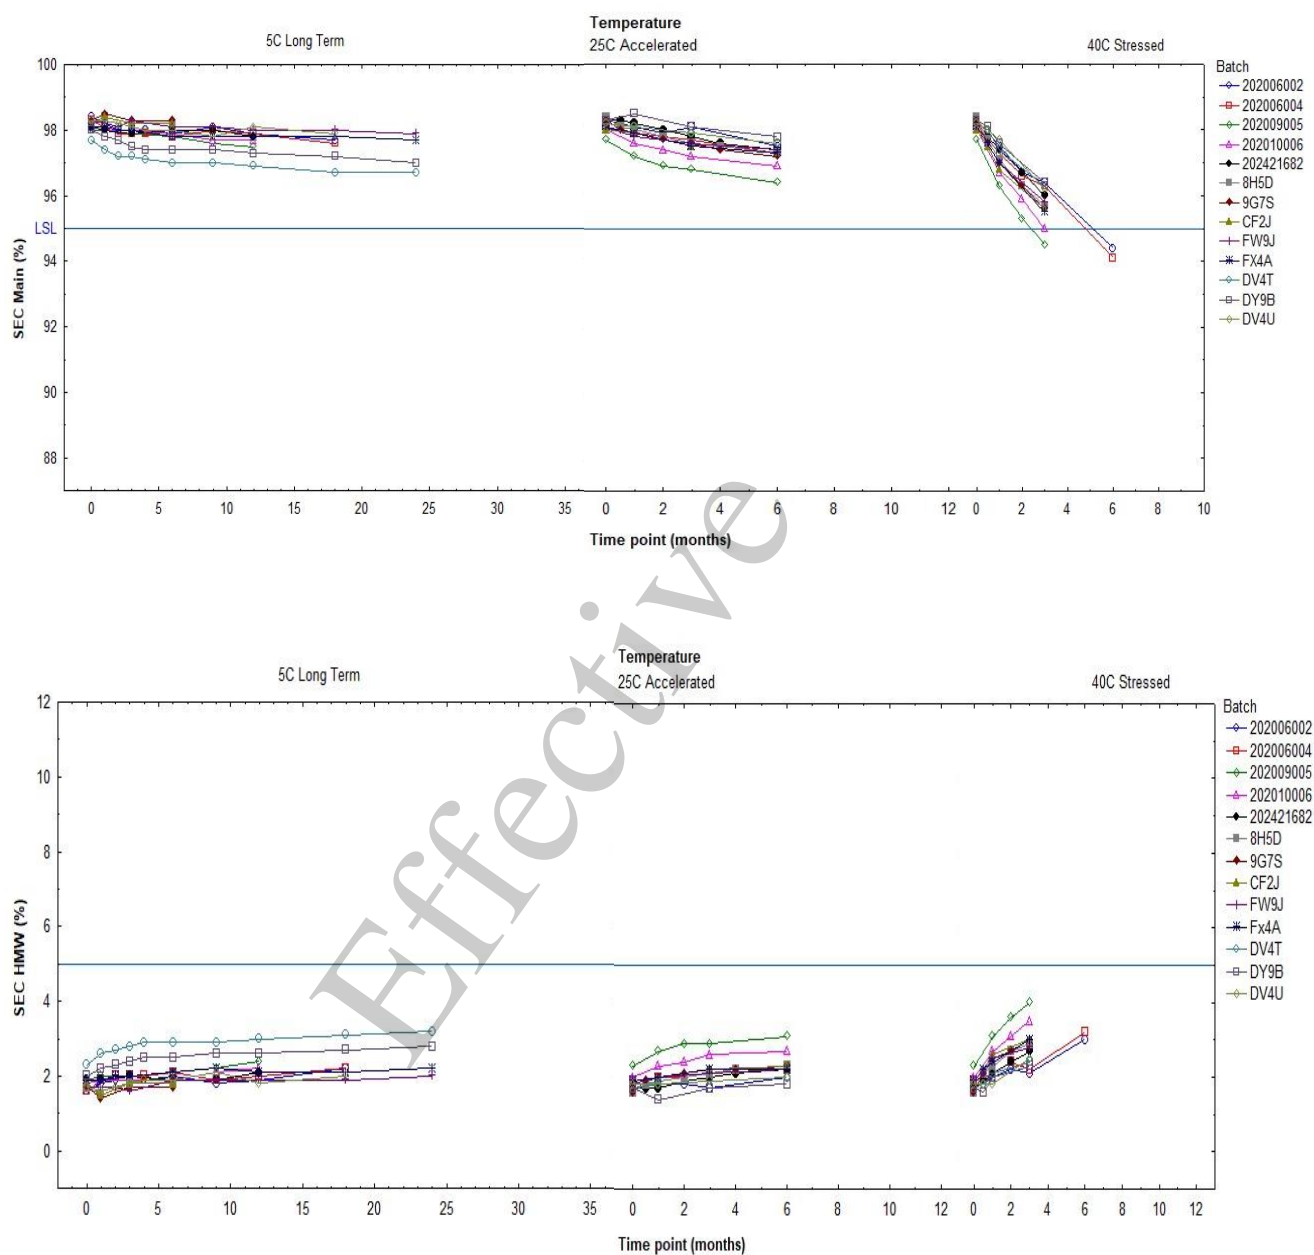 Temperature
5C Long Term
25C Accelerated
40C Stressed
Batch
100
98
96
LSL
94
92
90
88
SEC Main (%)
202006002
202006004
202009005
202010006
202421682
8H5D
9G7S
CF2J
FW9J
FX4A
DV4T
DY9B
DV4U
0 5 10 15 20 25 30 35 0 2 4 6 8 10 12 0 2 4 6 8 10
Time point (months)
Effective
Temperature
5C Long Term
25C Accelerated
40C Stressed
Batch
12
10
8
6
4
2
0
SEC HMW (%)
202006002
202006004
202009005
202010006
202421682
8H5D
9G7S
CF2J
FW9J
Fx4A
DV4T
DY9B
DV4U
0 5 10 15 20 25 30 35 0 2 4 6 8 10 12 0 2 4 6 8 10 12
Time point (months)